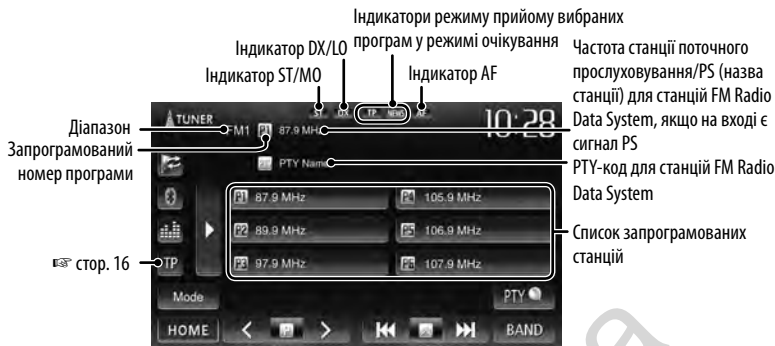 Індикатори режиму прийому вибраних
програм у режимі очікування
Індикатор DX/LO
Індикатор ST/MO
Індикатор AF
Частота станції поточного
прослуховування/PS (назва
станції) для станцій FM Radio
Data System, якщо на вході є
сигнал PS
PTY-код для станцій FM Radio
Data System
Список запрограмованих
станцій
Діапазон
Запрограмований
номер програми
☞ стор. 16
TUNER
ST DX TP NEWS AF
10:28
FM1 P1 87.9 MHz
PTY Name
P1 87.9 MHz
P4 105.9 MHz
P2 89.9 MHz
P5 106.9 MHz
P3 97.9 MHz
P6 107.9 MHz
TP
Mode
PTY
HOME
BAND